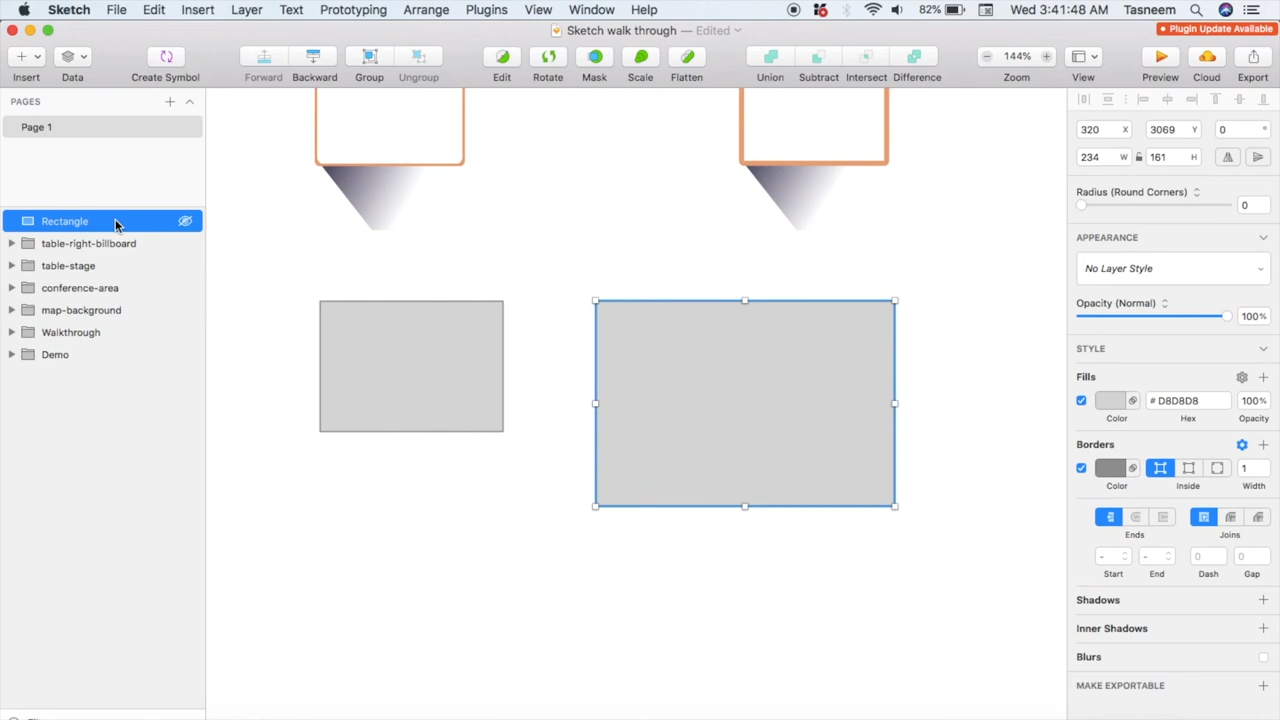 Sketch File Edit Insert Layer Text Prototyping Arrange Plugins View Window Help 82% Wed 3:41:48 AM Tasneem
Sketch walk through — Edited
Plugin Update Available
144%
Insert Data Create Symbol Forward Backward Group Ungroup Edit Rotate Mask Scale Flatten Union Subtract Intersect Difference Zoom View Preview Cloud Export
PAGES
Page 1
Rectangle
table-right-billboard
table-stage
conference-area
map-background
Walkthrough
Demo
320 X 3069 Y 0 °
234 W 161 H
Radius (Round Corners)
0
APPEARANCE
No Layer Style
Opacity (Normal)
100%
STYLE
Fills
# D8D8D8 100%
Color Hex Opacity
Borders
1
Color Inside Width
Ends Joins
- - 0 0
Start End Dash Gap
Shadows
Inner Shadows
Blurs
MAKE EXPORTABLE